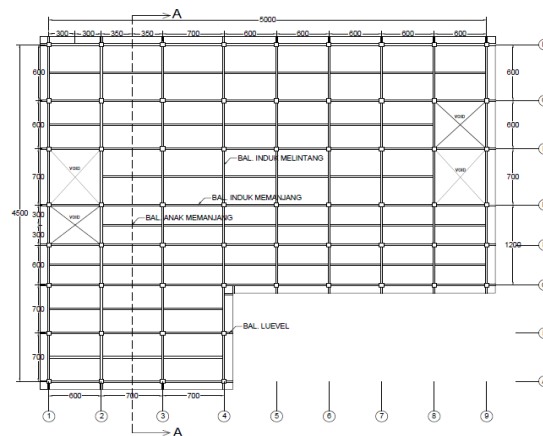 A
5000
300 300 350 350 700 600 600 600 600 600
600
600
600
VOID
600
600
VOID
BAL. INDUK MELINTANG
VOID
700
700
BAL. INDUK MEMANJANG
4500
300
VOID
BAL. ANAK MEMANJANG
300
1200
600
700
BAL. LUEVEL
700
600 700 700
1 2 3 4 5 6 7 8 9
A